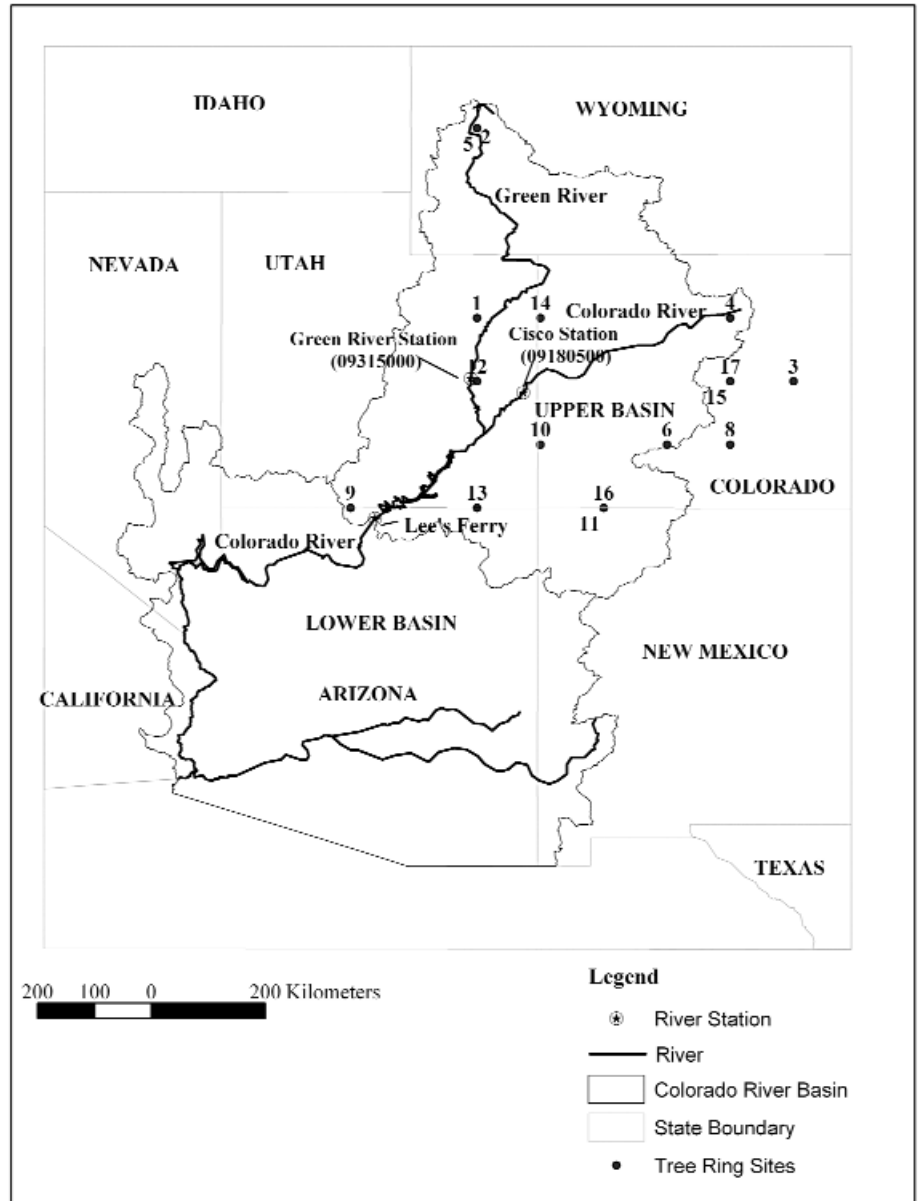 IDAHO
WYOMING
5
2
Green River
NEVADA
UTAH
1
14
Colorado River
4
Green River Station
(09315000)
Cisco Station
(09180500)
12
17
3
15
UPPER BASIN
10
6
8
COLORADO
9
13
16
11
Lee's Ferry
Colorado River
LOWER BASIN
NEW MEXICO
CALIFORNIA
ARIZONA
TEXAS
200 100 0 200 Kilometers
Legend
River Station
River
Colorado River Basin
State Boundary
Tree Ring Sites